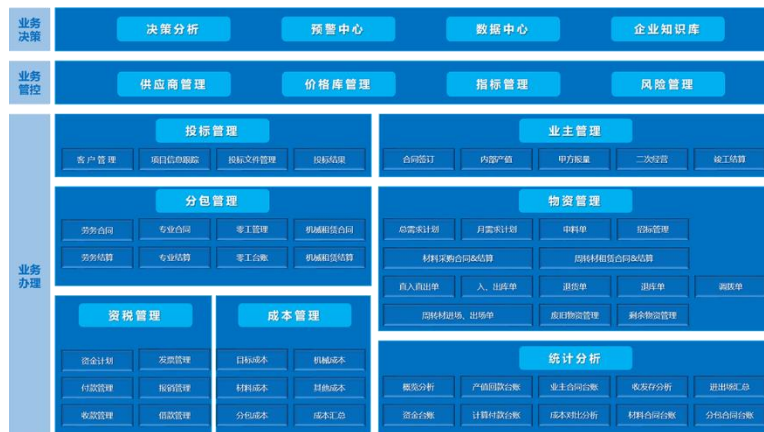 业务
决策
决策分析 预警中心 数据中心 企业知识库
业务
管控
供应商管理 价格库管理 指标管理 风险管理
业务
办理
投标管理
客户管理 项目信息跟踪 投标文件管理 投标结果
业主管理
合同签订 内部产值 甲方报量 二次经营 竣工结算
分包管理
劳务合同 专业合同 零工管理 机械租赁合同
劳务结算 专业结算 零工台账 机械租赁结算
物资管理
总需求计划 月需求计划 申料单 招标管理
材料采购合同&结算 周转材租赁合同&结算
直入直出单 入、出库单 退货单 退库单 调拨单
周转材进场、出场单 废旧物资管理 剩余物资管理
资税管理
资金计划 发票管理
付款管理 报销管理
收款管理 借款管理
成本管理
目标成本 机械成本
材料成本 其他成本
分包成本 成本汇总
统计分析
概览分析 产值回款台账 业主合同台账 收发存分析 进出场汇总
资金台账 计算付款台账 成本对比分析 材料合同台账 分包合同台账